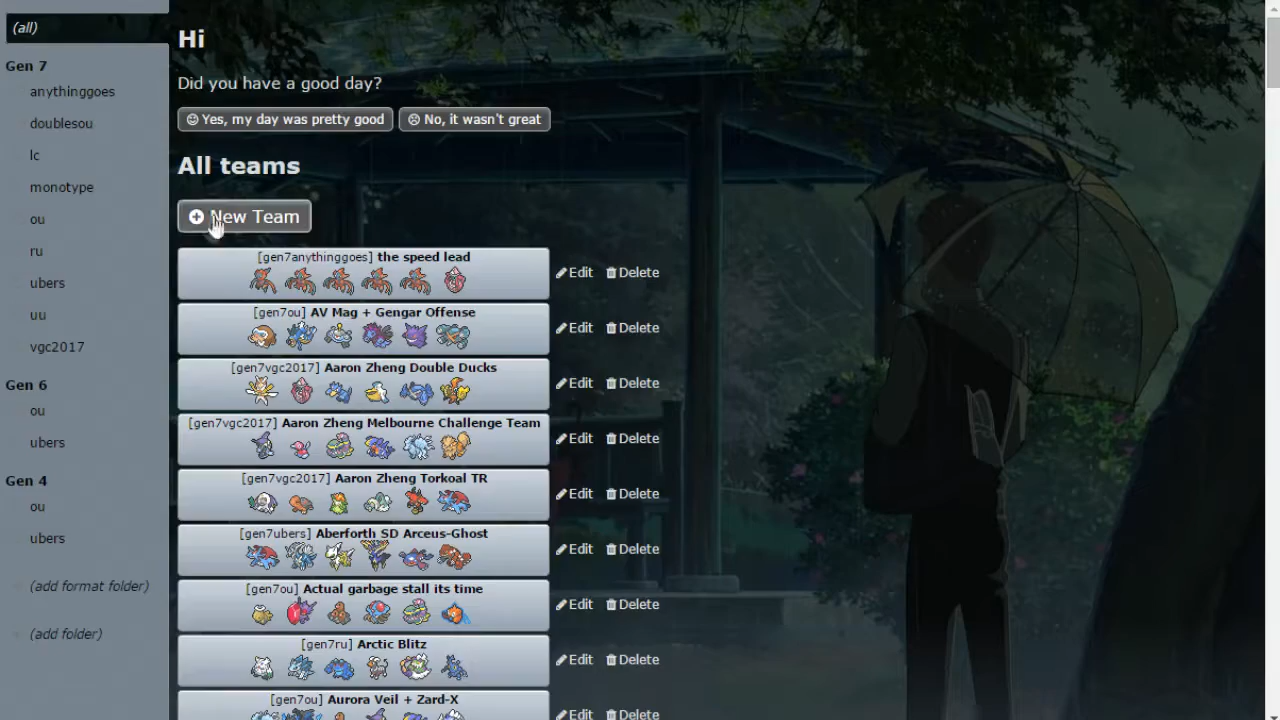 (all)
Gen 7
anythinggoes
doublesou
lc
monotype
ou
ru
ubers
uu
vgc2017
Gen 6
ou
ubers
Gen 4
ou
ubers
(add format folder)
(add folder)
Hi
Did you have a good day?
Yes, my day was pretty good No, it wasn't great
All teams
New Team
[gen7anythinggoes] the speed lead
Edit Delete
[gen7ou] AV Mag + Gengar Offense
Edit Delete
[gen7vgc2017] Aaron Zheng Double Ducks
Edit Delete
[gen7vgc2017] Aaron Zheng Melbourne Challenge Team
Edit Delete
[gen7vgc2017] Aaron Zheng Torkoal TR
Edit Delete
[gen7ubers] Aberforth SD Arceus-Ghost
Edit Delete
[gen7ou] Actual garbage stall its time
Edit Delete
[gen7ru] Arctic Blitz
Edit Delete
[gen7ou] Aurora Veil + Zard-X
Edit Delete